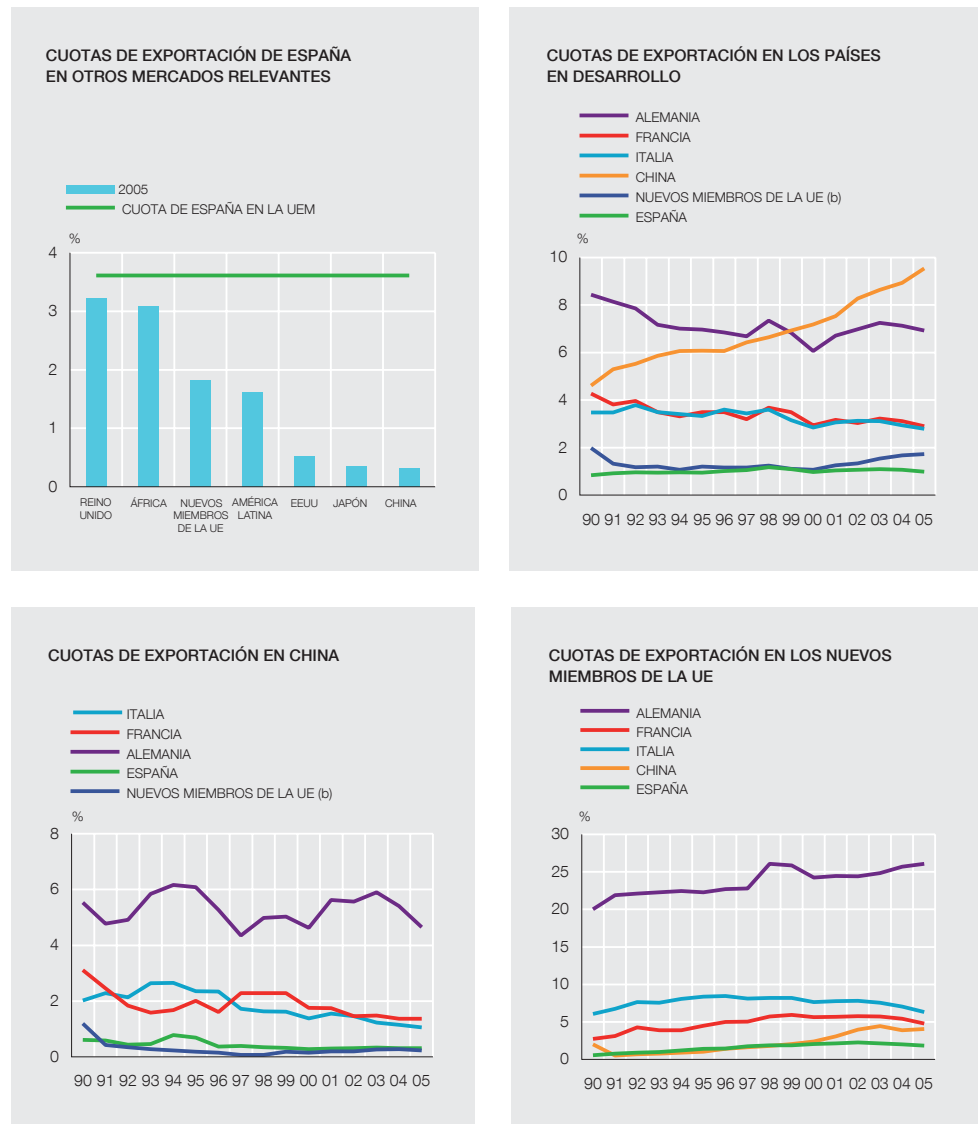 CUOTAS DE EXPORTACIÓN DE ESPAÑA
EN OTROS MERCADOS RELEVANTES
2005
CUOTA DE ESPAÑA EN LA UEM
%
4
3
2
1
0
REINO
UNIDO
ÁFRICA
NUEVOS
MIEMBROS
DE LA UE
AMÉRICA
LATINA
EEUU
JAPÓN
CHINA
CUOTAS DE EXPORTACIÓN EN LOS PAÍSES
EN DESARROLLO
ALEMANIA
FRANCIA
ITALIA
CHINA
NUEVOS MIEMBROS DE LA UE (b)
ESPAÑA
%
10
8
6
4
2
0
90 91 92 93 94 95 96 97 98 99 00 01 02 03 04 05
CUOTAS DE EXPORTACIÓN EN CHINA
ITALIA
FRANCIA
ALEMANIA
ESPAÑA
NUEVOS MIEMBROS DE LA UE (b)
%
8
6
4
2
0
90 91 92 93 94 95 96 97 98 99 00 01 02 03 04 05
CUOTAS DE EXPORTACIÓN EN LOS NUEVOS
MIEMBROS DE LA UE
ALEMANIA
FRANCIA
ITALIA
CHINA
ESPAÑA
%
30
25
20
15
10
5
0
90 91 92 93 94 95 96 97 98 99 00 01 02 03 04 05